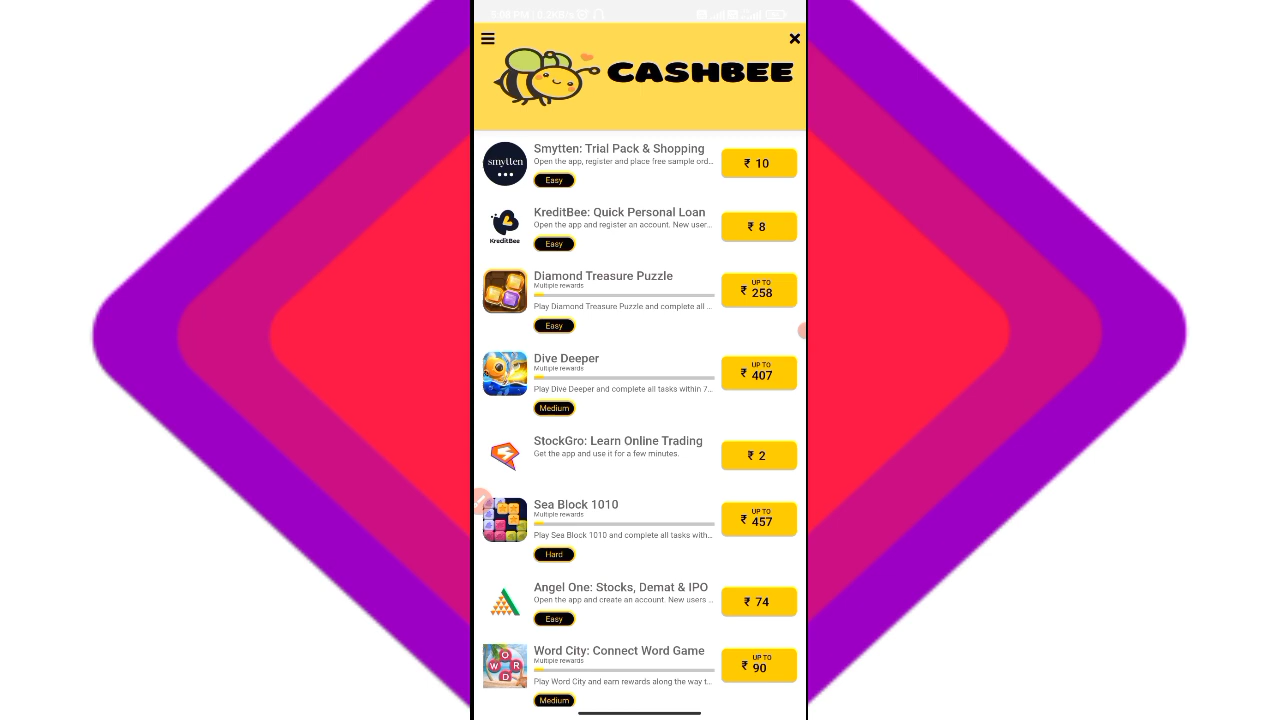 CASHBEE
smytten
Smytten: Trial Pack & Shopping
Open the app, register and place free sample ord...
Easy
₹ 10
KreditBee
KreditBee: Quick Personal Loan
Open the app and register an account. New user...
Easy
₹ 8
Diamond Treasure Puzzle
Multiple rewards
Play Diamond Treasure Puzzle and complete all ...
Easy
UP TO
₹ 258
Dive Deeper
Multiple rewards
Play Dive Deeper and complete all tasks within 7...
Medium
UP TO
₹ 407
StockGro: Learn Online Trading
Get the app and use it for a few minutes.
₹ 2
Sea Block 1010
Multiple rewards
Play Sea Block 1010 and complete all tasks with...
Hard
UP TO
₹ 457
Angel One: Stocks, Demat & IPO
Open the app and create an account. New users ...
Easy
₹ 74
WORD
Word City: Connect Word Game
Multiple rewards
Play Word City and earn rewards along the way t...
Medium
UP TO
₹ 90